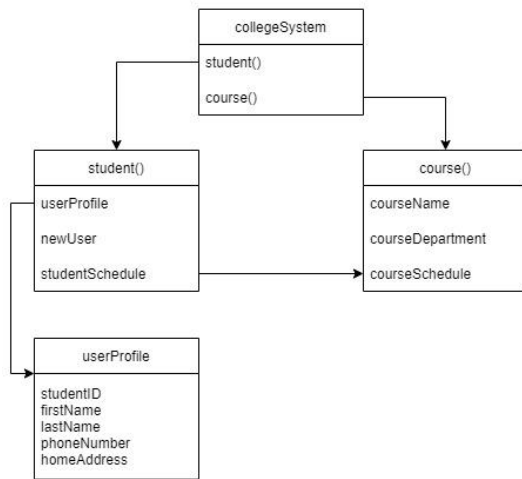 collegeSystem
student()
course()
student()
userProfile
newUser
studentSchedule
course()
courseName
courseDepartment
courseSchedule
userProfile
studentID
firstName
lastName
phoneNumber
homeAddress